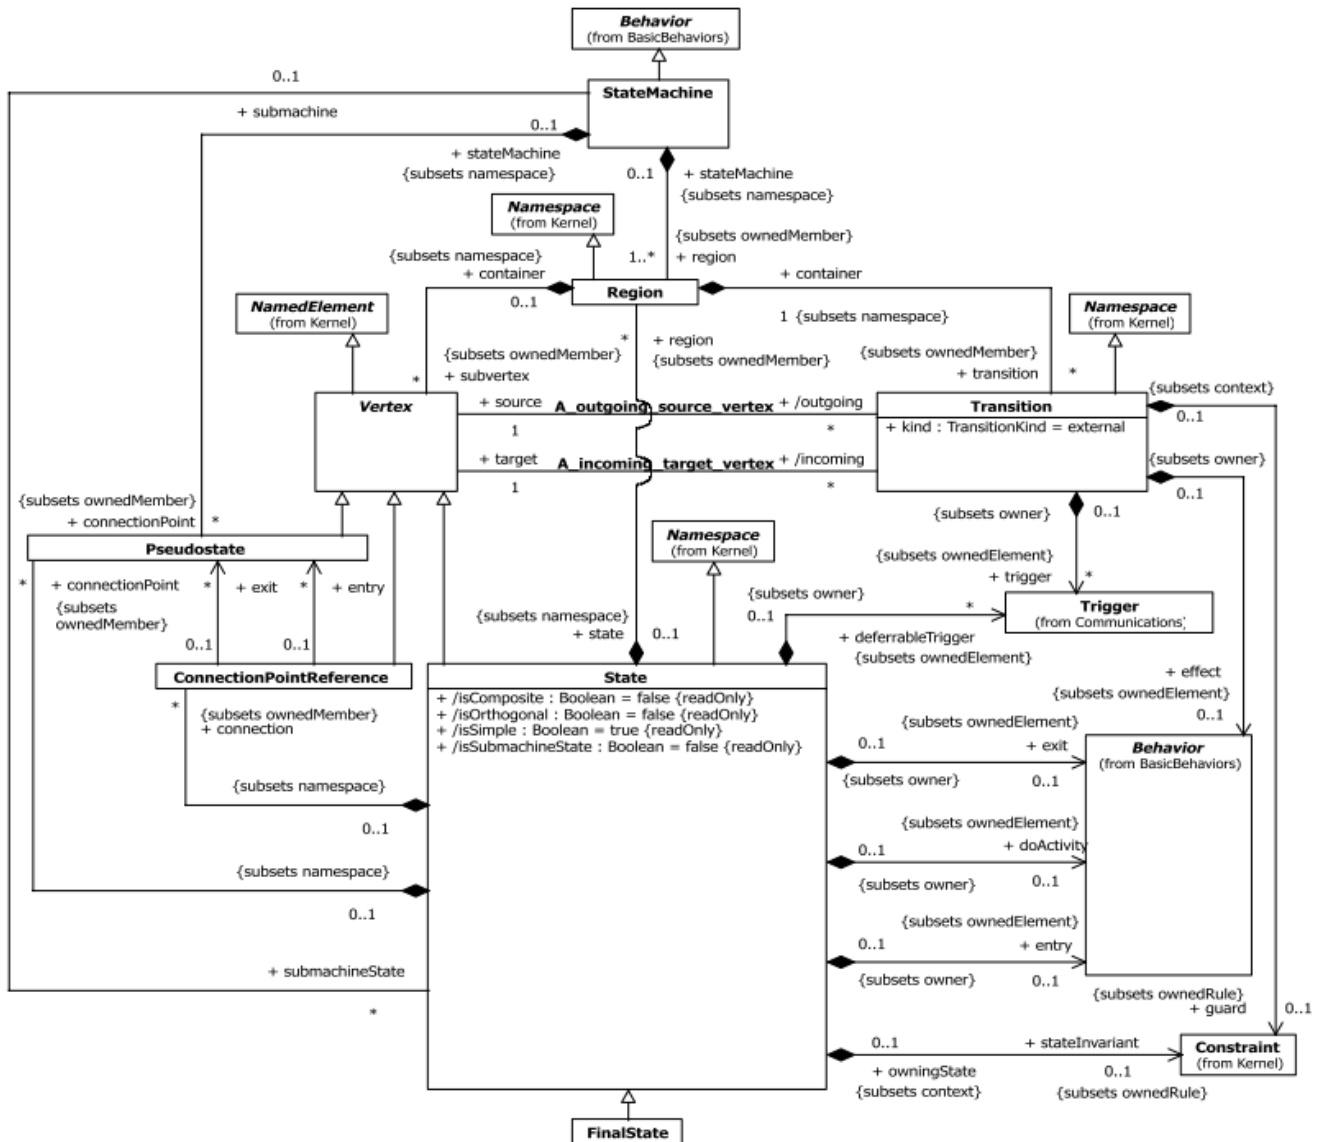 Behavior
(from BasicBehaviors)
0..1
StateMachine
+ submachine
0..1
+ stateMachine
{subsets namespace}
0..1
+ stateMachine
{subsets namespace}
Namespace
(from Kernel)
{subsets namespace}
+ container
0..1
{subsets ownedMember}
1..*
+ region
+ container
Region
NamedElement
(from Kernel)
Namespace
(from Kernel)
1 {subsets namespace}
*
+ region
{subsets ownedMember}
{subsets ownedMember}
+ subvertex
*
{subsets ownedMember}
+ transition
*
{subsets context}
0..1
Vertex
+ source
A_outgoing_source_vertex
+ /outgoing
1
*
Transition
+ kind : TransitionKind = external
+ target
A_incoming_target_vertex
+ /incoming
1
*
{subsets owner}
0..1
{subsets ownedMember}
+ connectionPoint
*
{subsets owner}
0..1
Pseudostate
Namespace
(from Kernel)
{subsets ownedElement}
+ trigger
*
*
+ connectionPoint
{subsets
ownedMember}
*
+ exit
*
+ entry
{subsets owner}
0..1
*
Trigger
(from Communications)
{subsets namespace}
+ state
0..1
+ deferrableTrigger
{subsets ownedElement}
0..1
0..1
ConnectionPointReference
State
+ /isComposite : Boolean = false {readOnly}
+ /isOrthogonal : Boolean = false {readOnly}
+ /isSimple : Boolean = true {readOnly}
+ /isSubmachineState : Boolean = false {readOnly}
+ effect
{subsets ownedElement}
0..1
*
{subsets ownedMember}
+ connection
{subsets ownedElement}
0..1
+ exit
{subsets owner}
0..1
Behavior
(from BasicBehaviors)
{subsets namespace}
0..1
{subsets ownedElement}
0..1
+ doActivity
{subsets owner}
0..1
{subsets namespace}
0..1
{subsets ownedElement}
0..1
+ entry
{subsets owner}
0..1
+ submachineState
*
{subsets ownedRule}
+ guard
0..1
0..1
+ stateInvariant
+ owningState
0..1
{subsets context}
{subsets ownedRule}
Constraint
(from Kernel)
FinalState